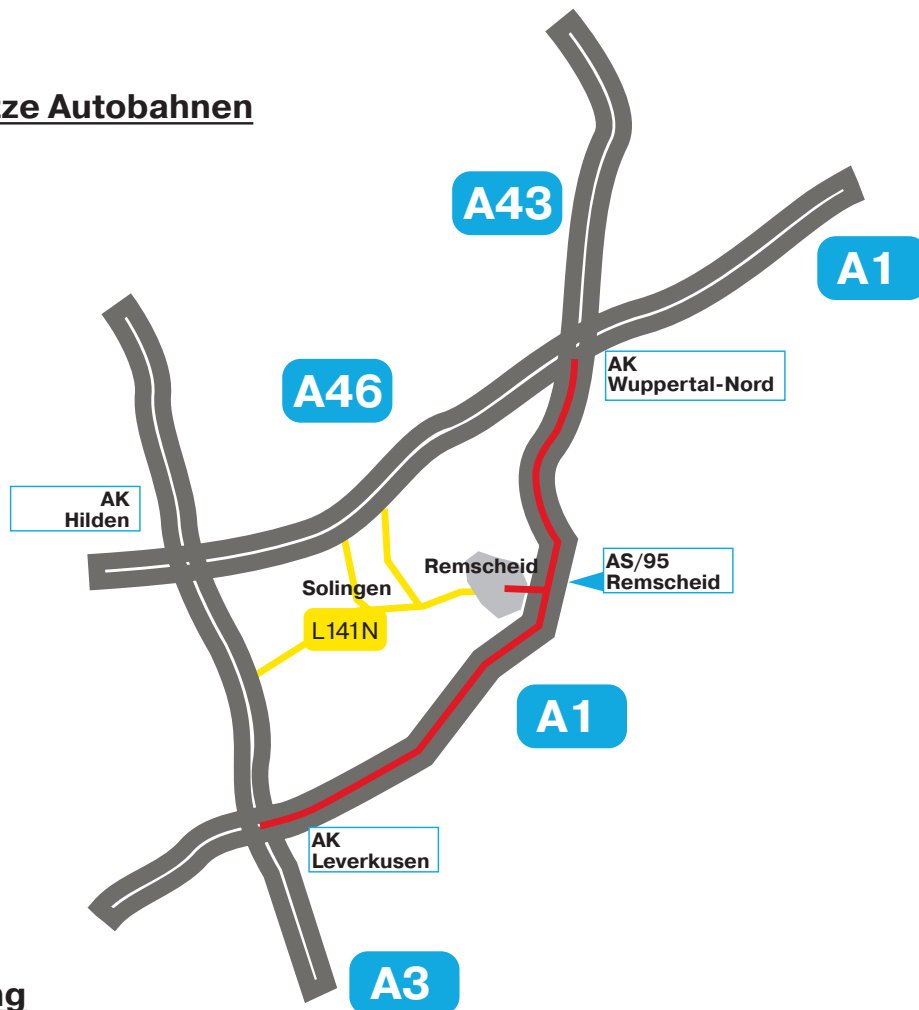 tze Autobahnen
A43
A1
AK
Wuppertal-Nord
A46
AK
Hilden
Remscheid
AS/95
Remscheid
Solingen
L141N
A1
AK
Leverkusen
A3